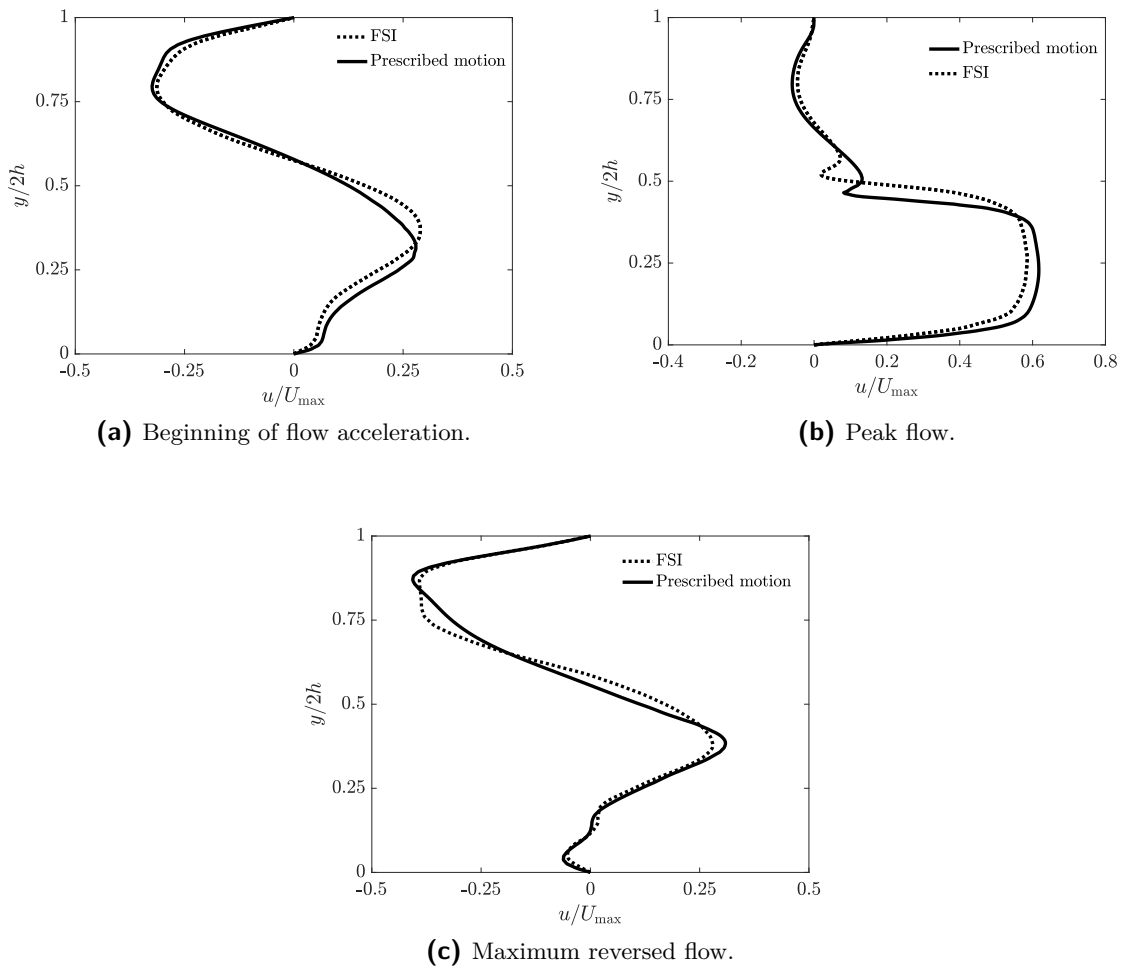 1
0.75
0.5
0.25
0
y/2h
-0.5
-0.25
0
0.25
0.5
u/U_max
FSI
Prescribed motion
(a) Beginning of flow acceleration.
1
0.75
0.5
0.25
0
y/2h
-0.4
-0.2
0
0.2
0.4
0.6
0.8
u/U_max
Prescribed motion
FSI
(b) Peak flow.
1
0.75
0.5
0.25
0
y/2h
-0.5
-0.25
0
0.25
0.5
u/U_max
FSI
Prescribed motion
(c) Maximum reversed flow.